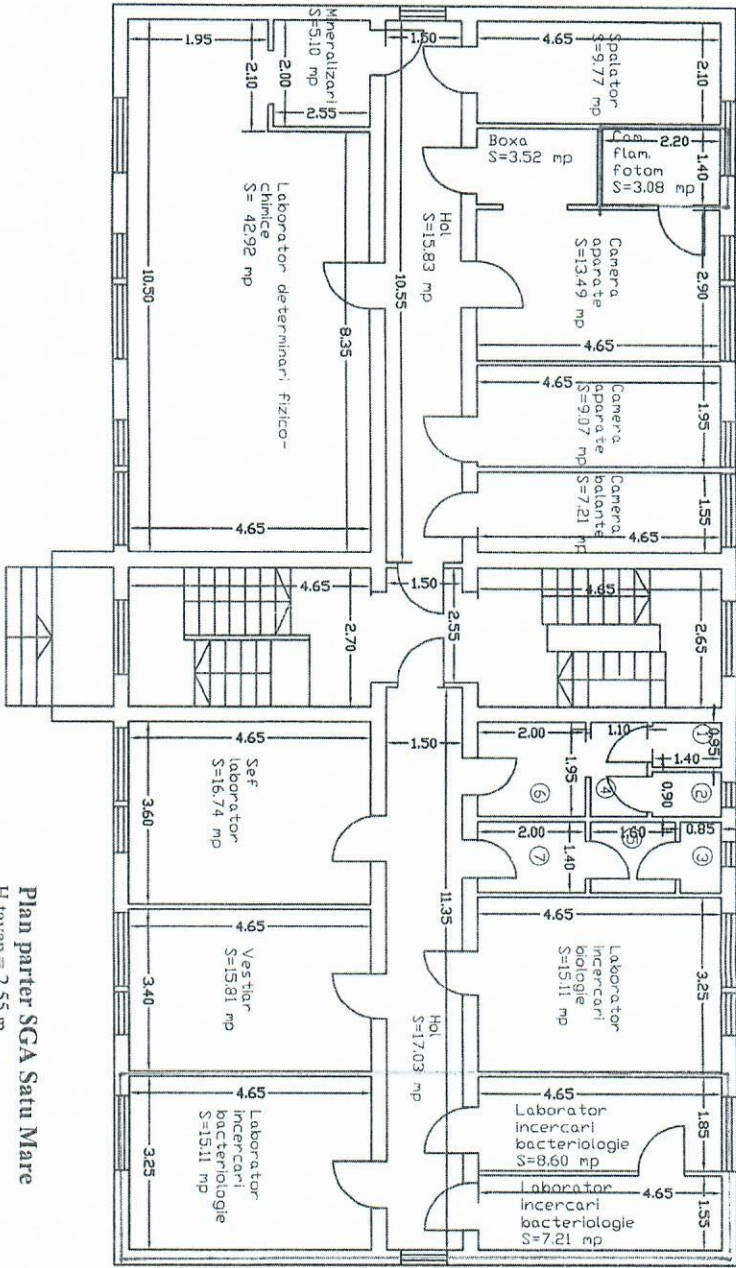 Mineralizari
S=5.10 mp
1.95
2.10
2.00
2.55
1.50
4.65
2.10
Spalator
S=9.77 mp
Boxa
S=3.52 mp
Cam.
flam.
fotom
S=3.08 mp
2.20
1.40
Laborator determinari fizico-
chimice
S= 42.92 mp
10.50
8.35
4.65
Hol
S=15.83 mp
10.55
Camera
aparate
S=13.49 mp
2.90
4.65
Camera
aparate
S=9.07 mp
4.65
1.95
Camera
balante
S=7.21 mp
4.65
1.55
4.65
2.70
1.50
2.55
4.65
2.65
4.65
Sef
laborator
S=16.74 mp
3.60
1.50
2.00
1.95
1.10
0.95
1.40
0.90
1
2
4
6
2.00
1.40
1.60
0.85
3
5
7
11.35
4.65
Vestiar
S=15.81 mp
3.40
4.65
Laborator
incercari
biologie
S=15.11 mp
3.25
Hol
S=17.03 mp
4.65
Laborator
incercari
bacteriologie
S=15.11 mp
3.25
4.65
Laborator
incercari
bacteriologie
S=8.60 mp
1.85
4.65
Laborator
incercari
bacteriologie
S=7.21 mp
1.55
Plan parter SGA Satu Mare
H tavan = 2.55 m